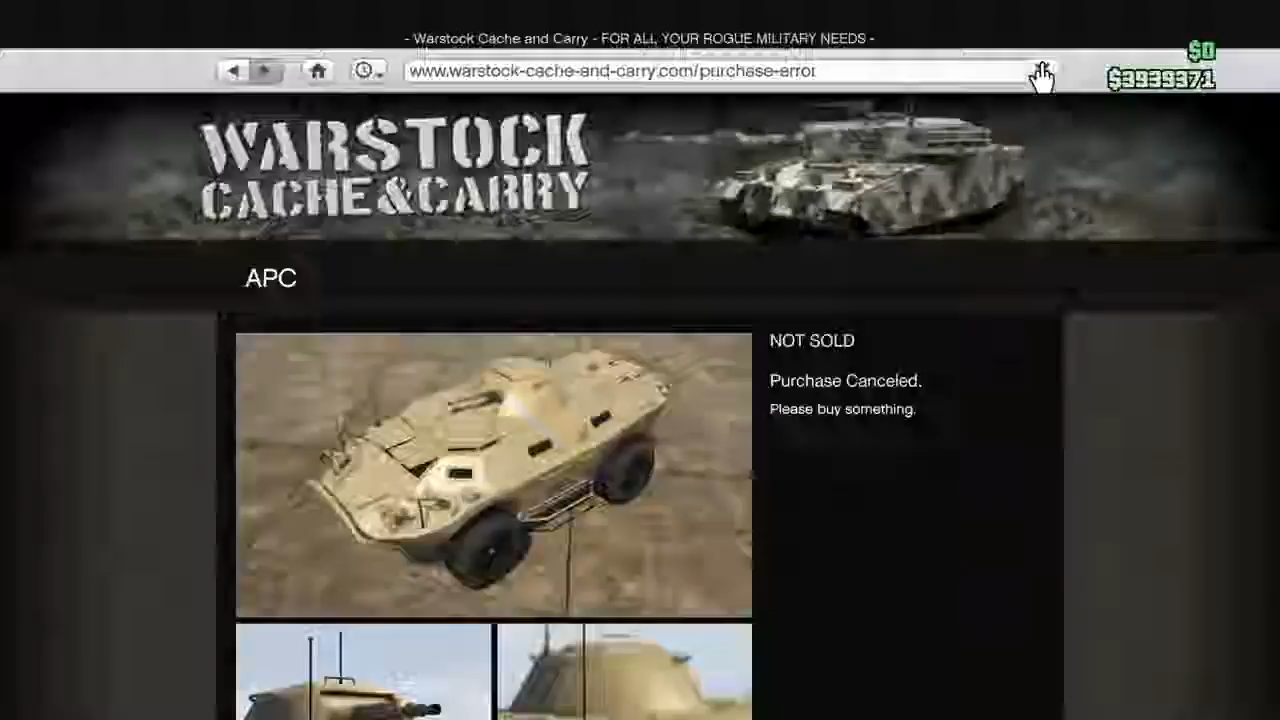 - Warstock Cache and Carry - FOR ALL YOUR ROGUE MILITARY NEEDS -
$0
www.warstock-cache-and-carry.com/purchase-error
$3939371
WARSTOCK
CACHE&CARRY
APC
NOT SOLD
Purchase Canceled.
Please buy something.